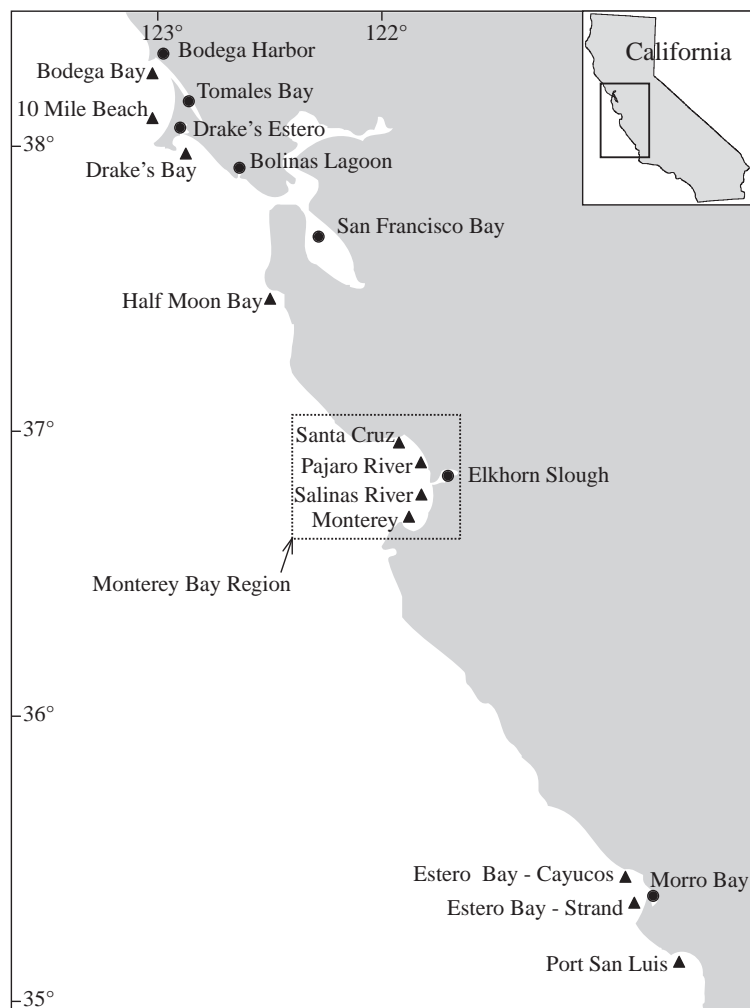 123°
122°
Bodega Harbor
California
Bodega Bay
Tomales Bay
10 Mile Beach
Drake's Estero
38°
Drake's Bay
Bolinas Lagoon
San Francisco Bay
Half Moon Bay
37°
Santa Cruz
Pajaro River
Elkhorn Slough
Salinas River
Monterey
Monterey Bay Region
36°
Estero Bay - Cayucos
Morro Bay
Estero Bay - Strand
Port San Luis
35°